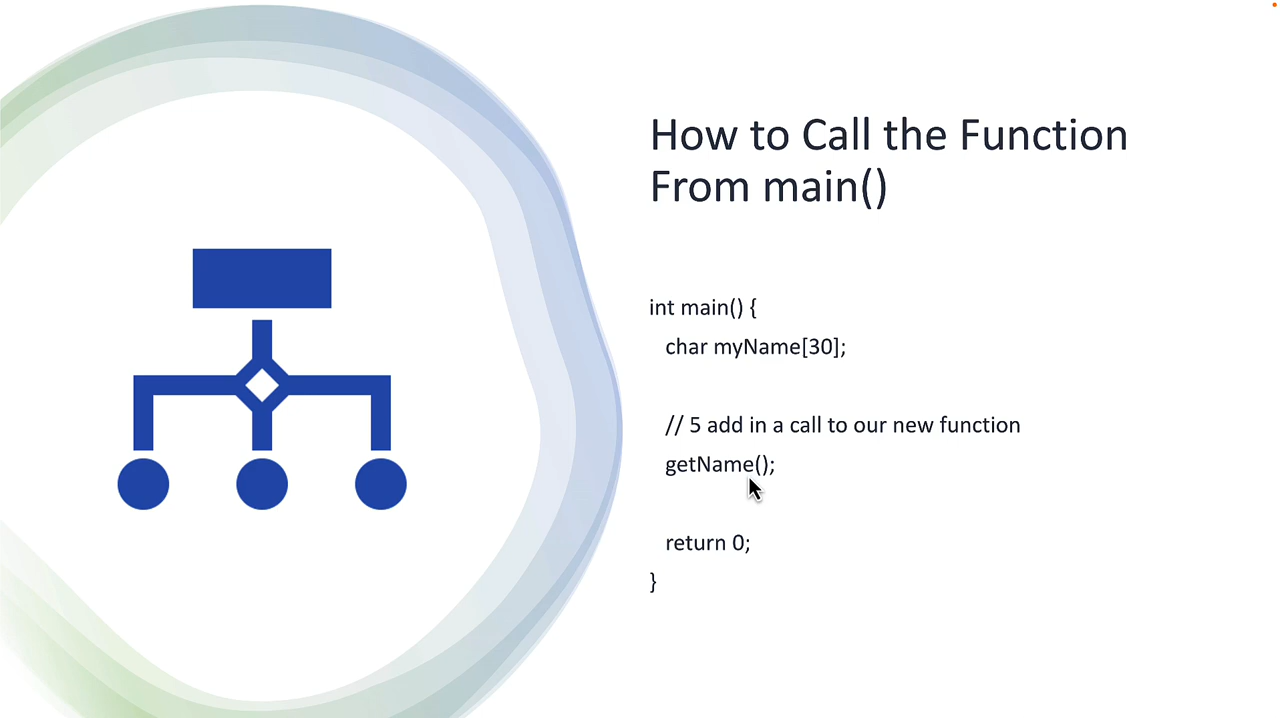 How to Call the Function
From main()
int main() {
char myName[30];
// 5 add in a call to our new function
getName();
return 0;
}